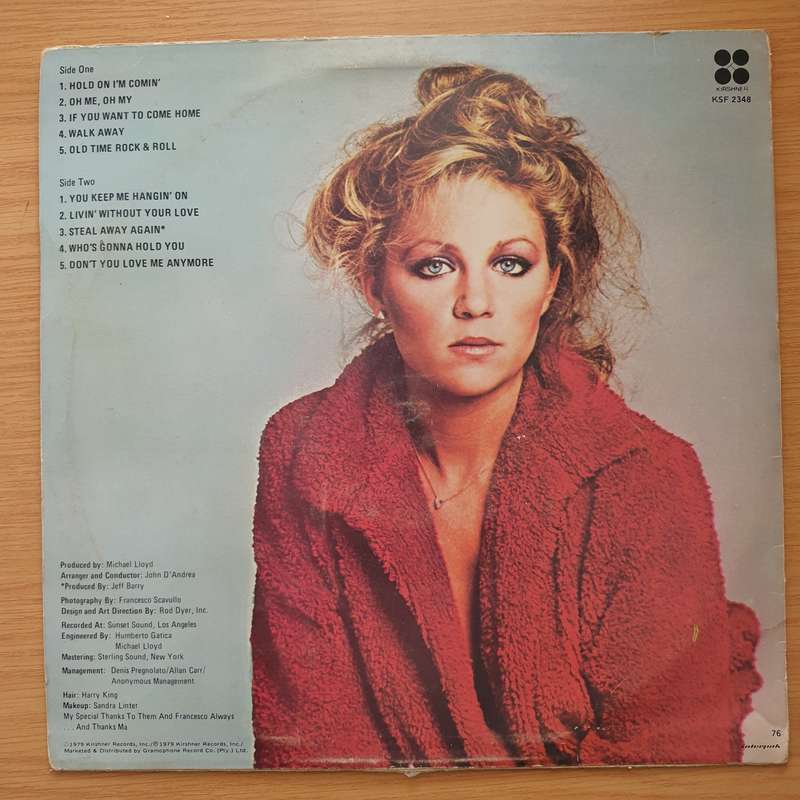 Side One
1. HOLD ON I'M COMIN'
2. OH ME, OH MY
3. IF YOU WANT TO COME HOME
4. WALK AWAY
5. OLD TIME ROCK & ROLL
Side Two
1. YOU KEEP ME HANGIN' ON
2. LIVIN' WITHOUT YOUR LOVE
3. STEAL AWAY AGAIN*
4. WHO'S GONNA HOLD YOU
5. DON'T YOU LOVE ME ANYMORE
KIRSHNER
KSF 2348
Produced by: Michael Lloyd
Arranger and Conductor: John D'Andrea
*Produced By: Jeff Barry
Photography By: Francesco Scavullo
Design and Art Direction By: Rod Dyer, Inc.
Recorded At: Sunset Sound, Los Angeles
Engineered By: Humberto Gatica
Michael Lloyd
Mastering: Sterling Sound, New York
Management: Denis Pregnolato/Allan Carr/
Anonymous Management
Hair: Harry King
Makeup: Sandra Linter
My Special Thanks To Them And Francesco Always
. . . And Thanks Ma
©1979 Kirshner Records, Inc./℗1979 Kirshner Records, Inc./
Marketed & Distributed by Gramophone Record Co. (Pty.) Ltd.
76
interpak